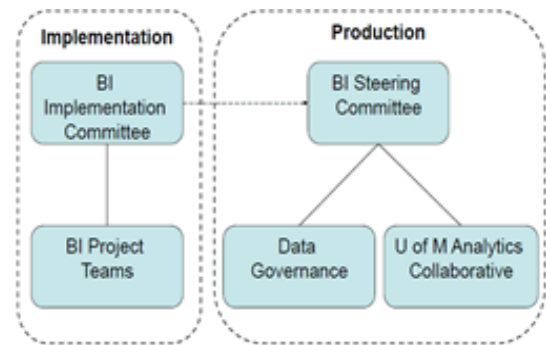 Implementation
BI
Implementation
Committee
BI Project
Teams
Production
BI Steering
Committee
Data
Governance
U of M Analytics
Collaborative